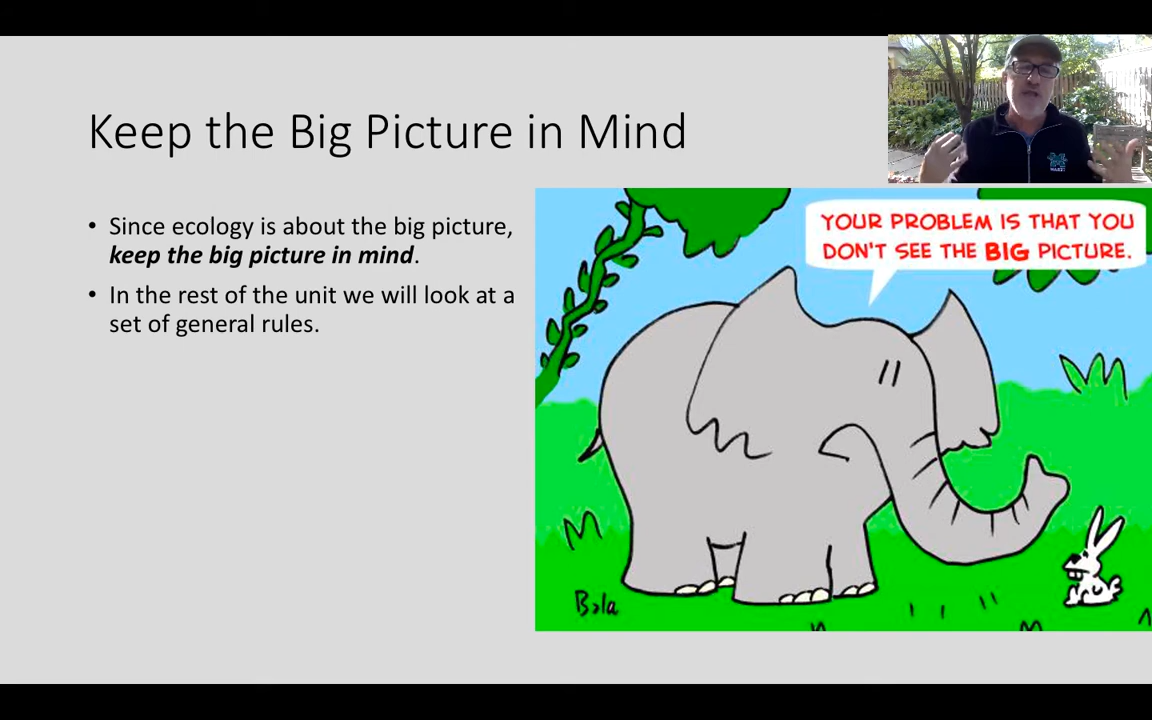 Keep the Big Picture in Mind
• Since ecology is about the big picture,
keep the big picture in mind.
• In the rest of the unit we will look at a
set of general rules.
YOUR PROBLEM IS THAT YOU
DON'T SEE THE BIG PICTURE.
Bala